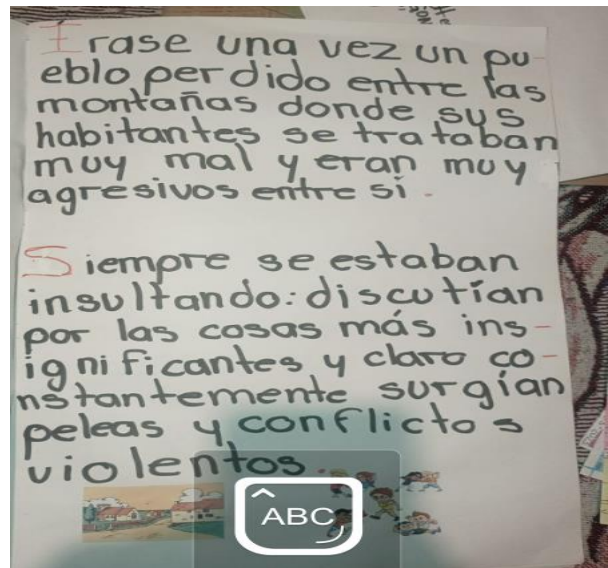 Erase una vez un pu-
eblo perdido entre las
montañas donde sus
habitantes se trataban
muy mal y eran muy
agresivos entre sí.
Siempre se estaban
insultando: discutían
por las cosas más ins-
ignificantes y claro co-
nstantemente surgían
peleas y conflictos
violentos.
ABC